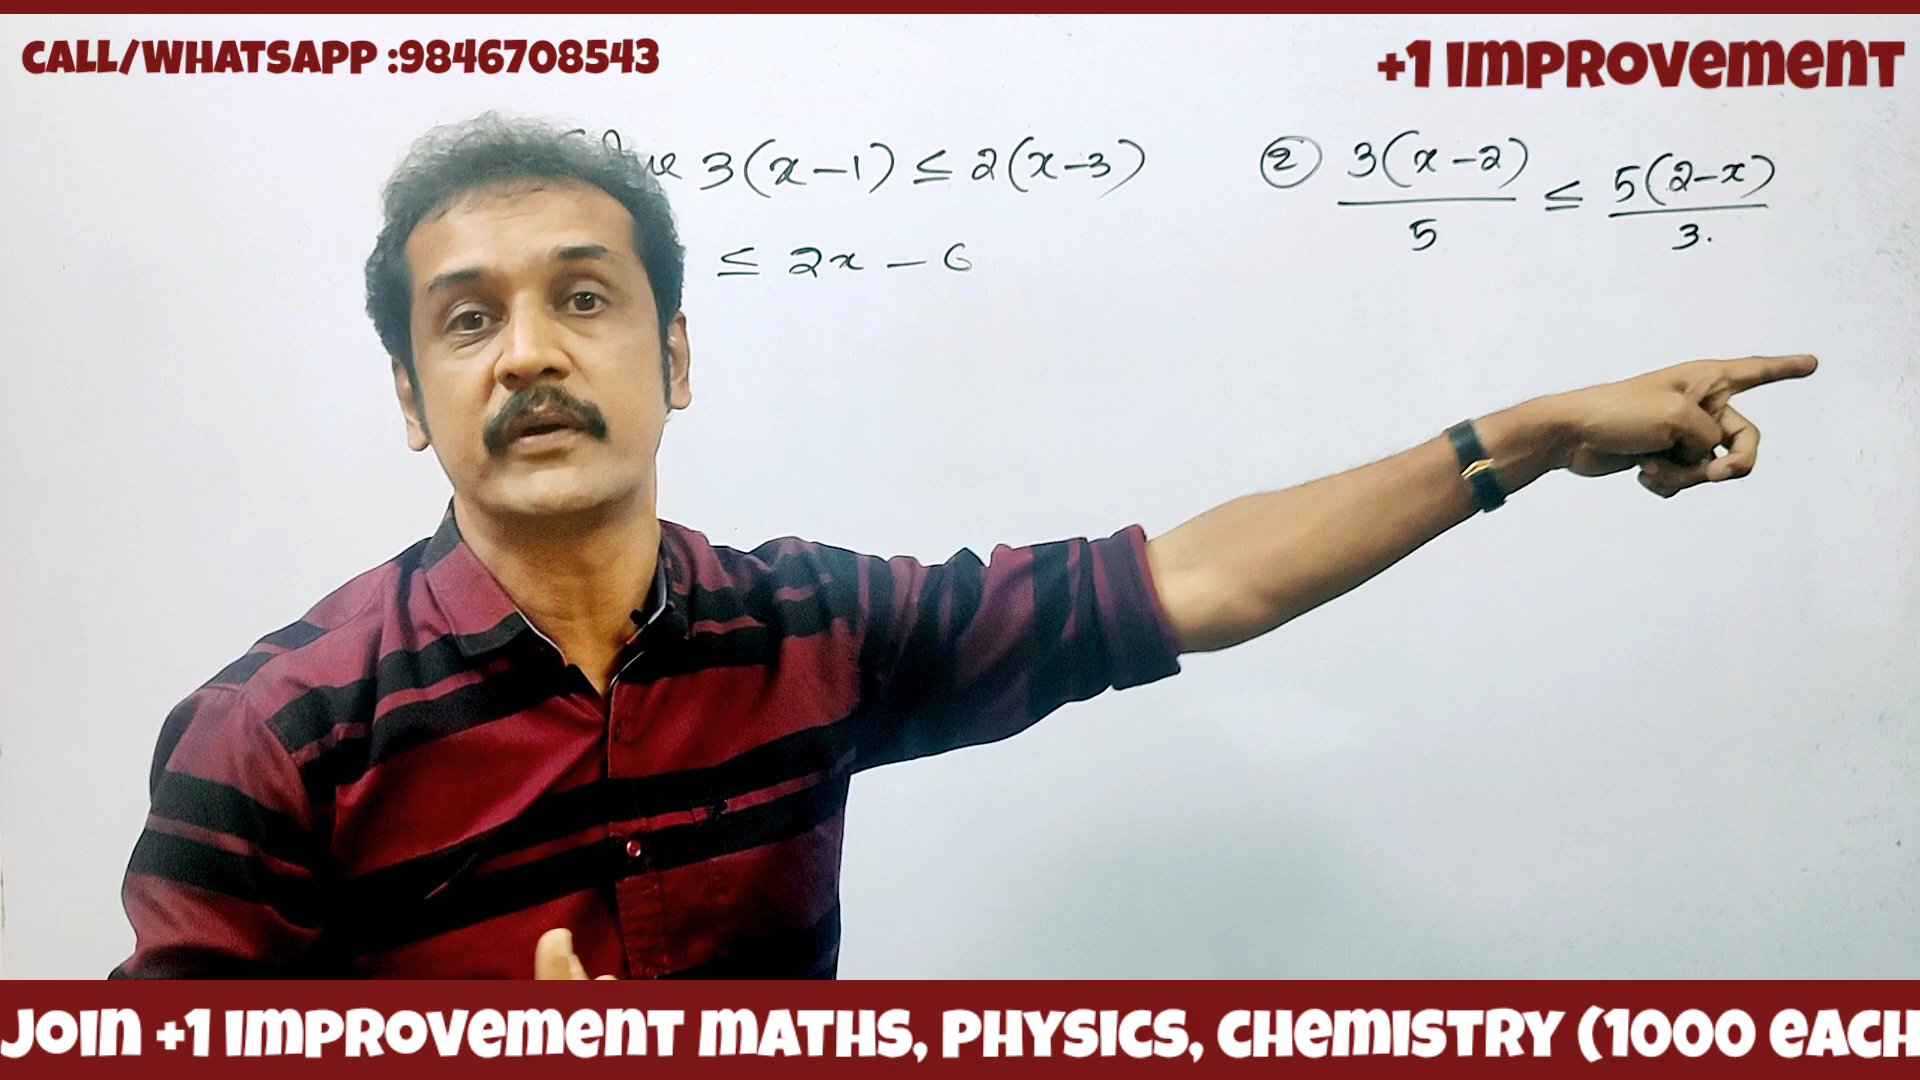 CALL/WHATSAPP :9846708543
+1 IMPROVEMENT
3(x-1) ≤ 2(x-3)
② 3(x-2)/5 ≤ 5(2-x)/3.
≤ 2x - 6
JOIN +1 IMPROVEMENT MATHS, PHYSICS, CHEMISTRY (1000 EACH